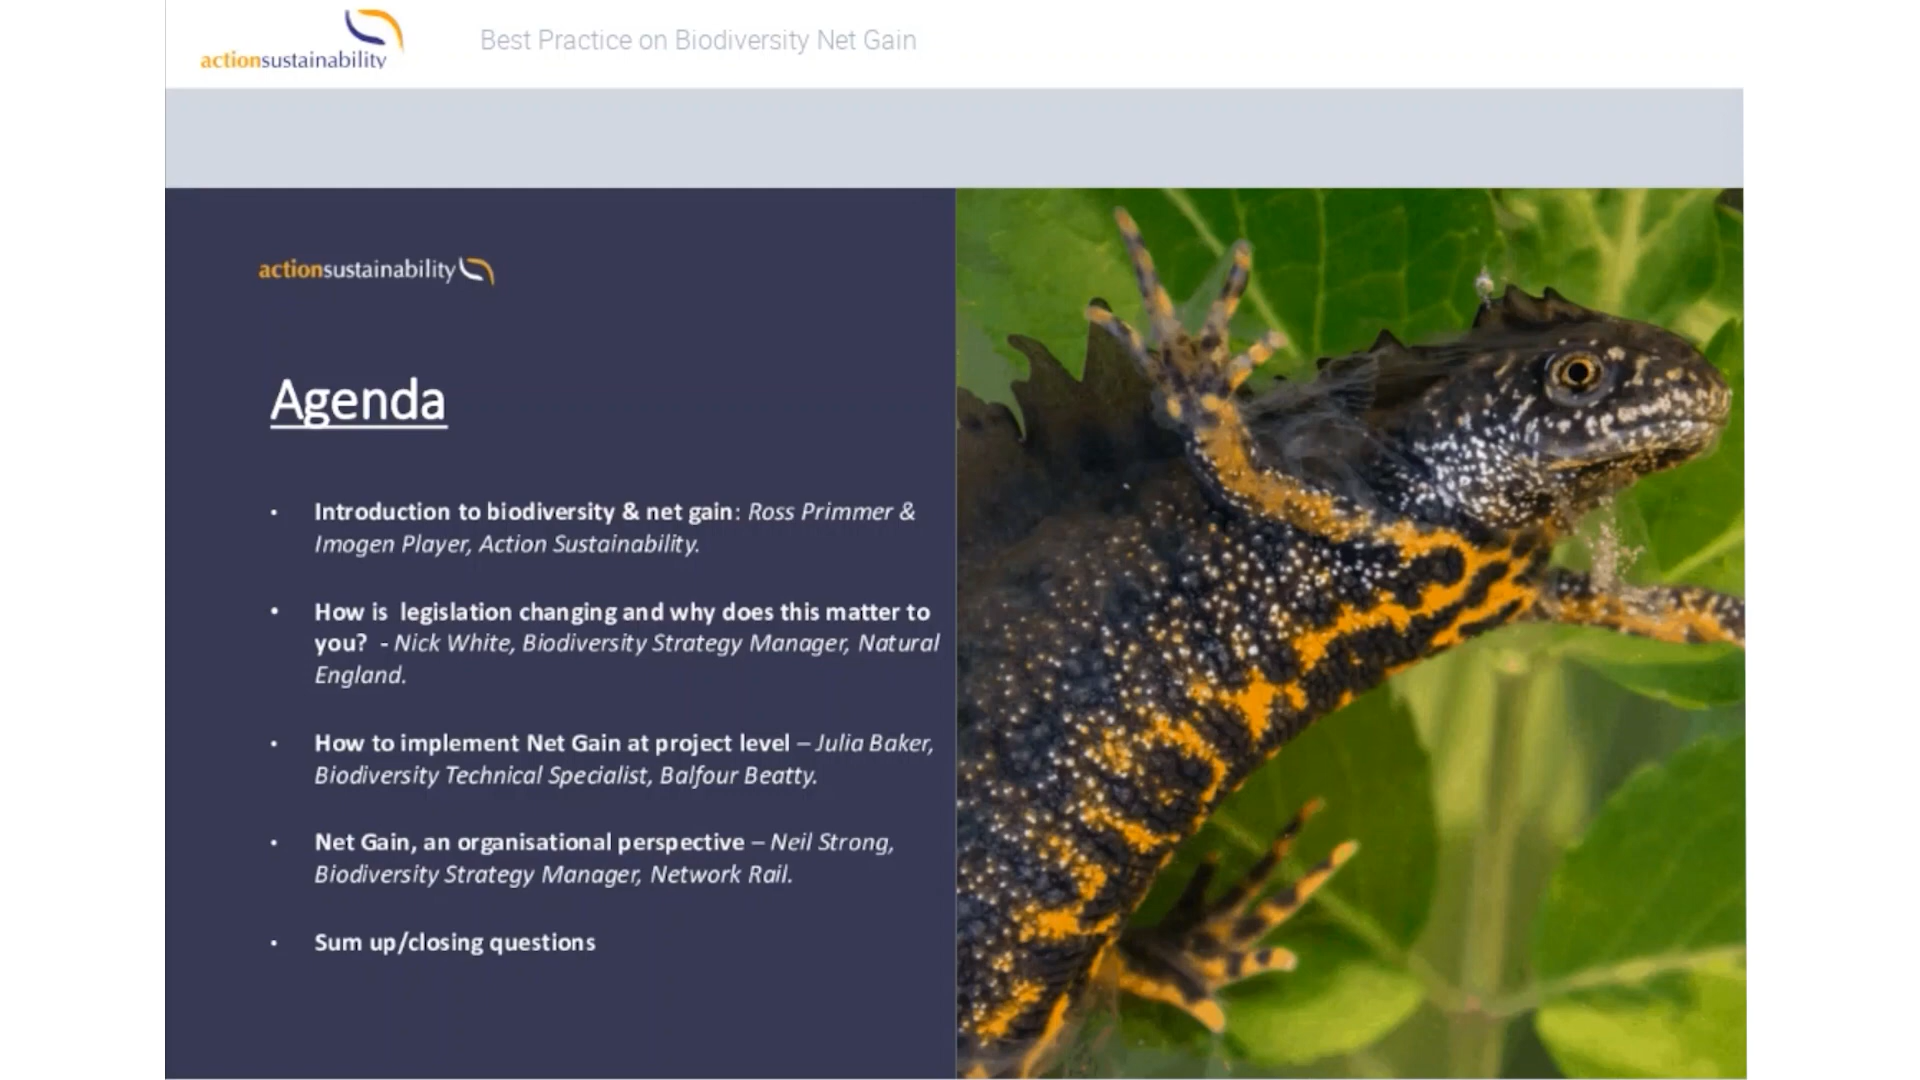 actionsustainability
Best Practice on Biodiversity Net Gain
actionsustainability
Agenda
• Introduction to biodiversity & net gain: Ross Primmer &
Imogen Player, Action Sustainability.
• How is legislation changing and why does this matter to
you? - Nick White, Biodiversity Strategy Manager, Natural
England.
• How to implement Net Gain at project level – Julia Baker,
Biodiversity Technical Specialist, Balfour Beatty.
• Net Gain, an organisational perspective – Neil Strong,
Biodiversity Strategy Manager, Network Rail.
• Sum up/closing questions